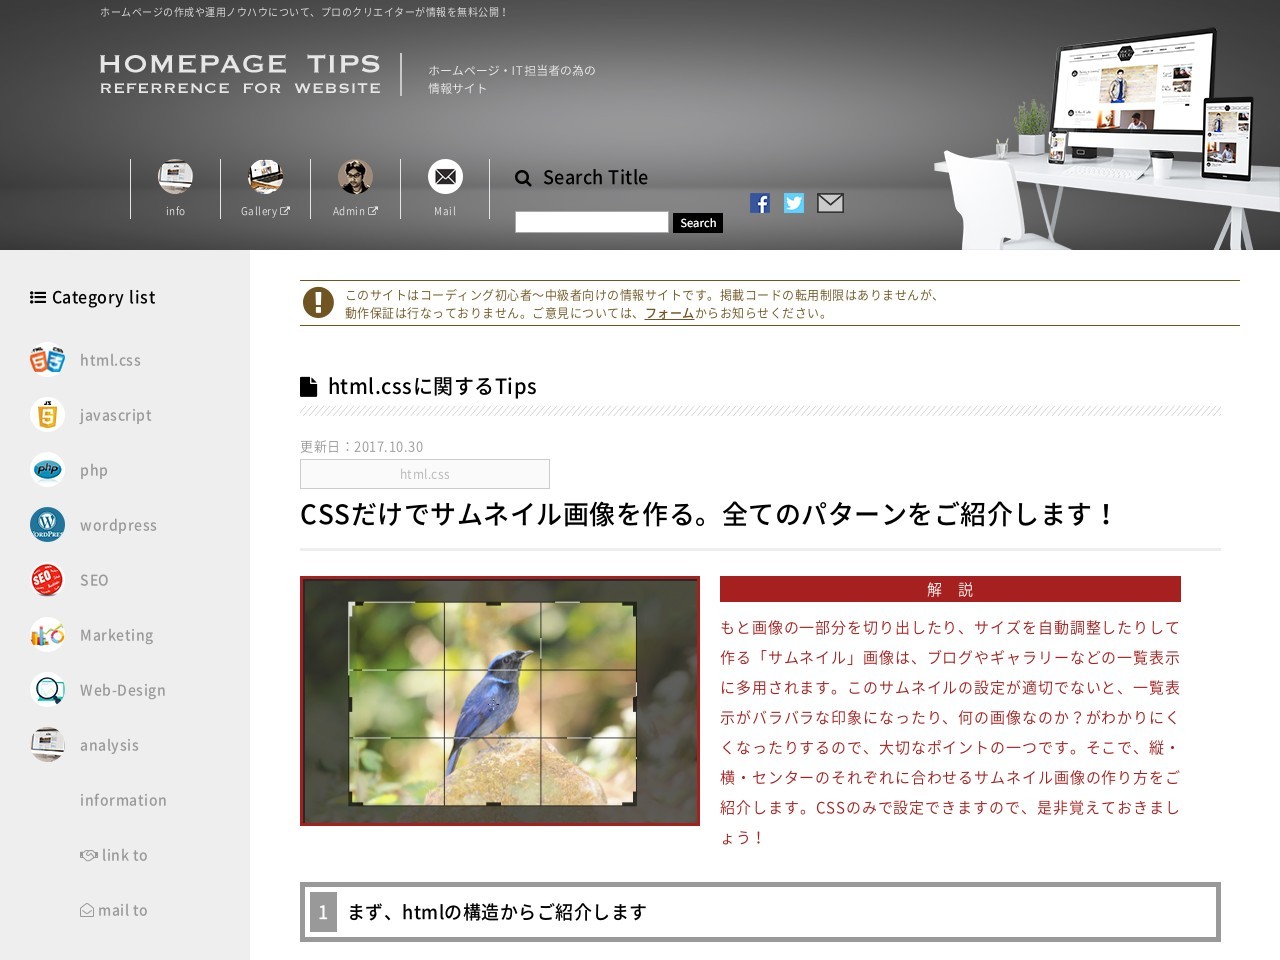 ホームページの作成や運用ノウハウについて、プロのクリエイターが情報を無料公開！
HOMEPAGE TIPS
REFERRENCE FOR WEBSITE
ホームページ・IT担当者の為の
情報サイト
info
Gallery
Admin
Mail
Search Title
Search
Category list
html.css
javascript
php
wordpress
SEO
Marketing
Web-Design
analysis
information
link to
mail to
このサイトはコーディング初心者〜中級者向けの情報サイトです。掲載コードの転用制限はありませんが、
動作保証は行なっておりません。ご意見については、フォームからお知らせください。
html.cssに関するTips
更新日：2017.10.30
html.css
CSSだけでサムネイル画像を作る。全てのパターンをご紹介します！
解　説
もと画像の一部分を切り出したり、サイズを自動調整したりして
作る「サムネイル」画像は、ブログやギャラリーなどの一覧表示
に多用されます。このサムネイルの設定が適切でないと、一覧表
示がバラバラな印象になったり、何の画像なのか？がわかりにく
くなったりするので、大切なポイントの一つです。そこで、縦・
横・センターのそれぞれに合わせるサムネイル画像の作り方をご
紹介します。CSSのみで設定できますので、是非覚えておきまし
ょう！
1 まず、htmlの構造からご紹介します